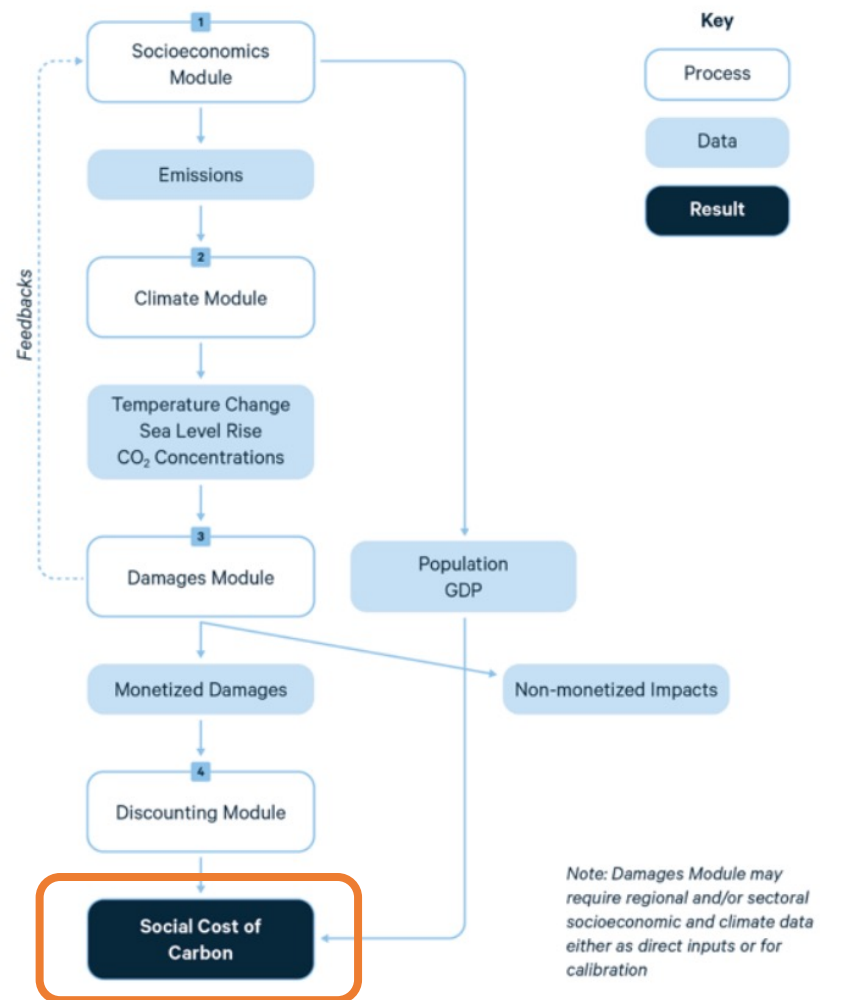 1
Socioeconomics
Module
Emissions
2
Climate Module
Temperature Change
Sea Level Rise
CO₂ Concentrations
3
Damages Module
Population
GDP
Monetized Damages
Non-monetized Impacts
4
Discounting Module
Social Cost of
Carbon
Feedbacks
Key
Process
Data
Result
Note: Damages Module may
require regional and/or sectoral
socioeconomic and climate data
either as direct inputs or for
calibration